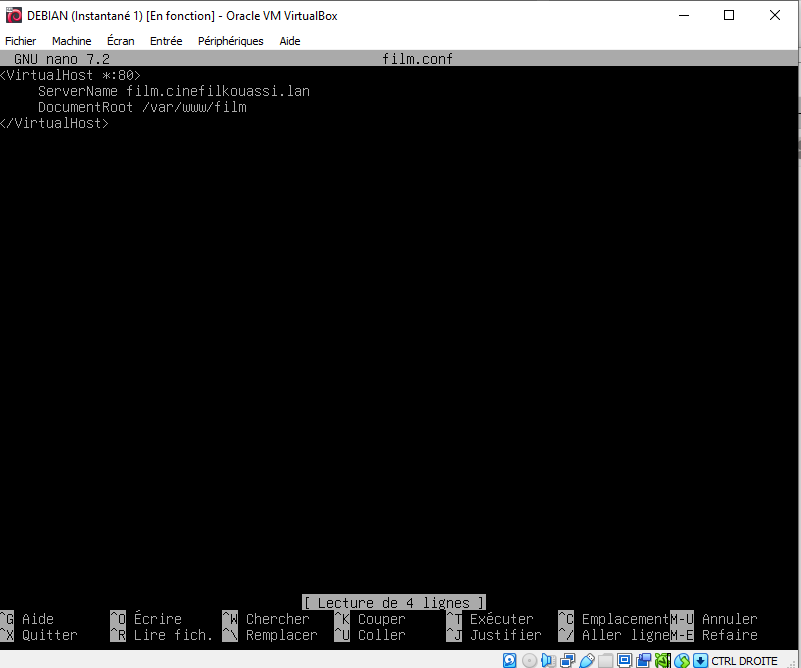 DEBIAN (Instantané 1) [En fonction] - Oracle VM VirtualBox
Fichier Machine Écran Entrée Périphériques Aide
GNU nano 7.2 film.conf
<VirtualHost *:80>
ServerName film.cinefilkouassi.lan
DocumentRoot /var/www/film
</VirtualHost>
[ Lecture de 4 lignes ]
^G Aide ^O Écrire ^W Chercher ^K Couper ^T Exécuter ^C Emplacement M-U Annuler
^X Quitter ^R Lire fich. ^\ Remplacer ^U Coller ^J Justifier ^/ Aller ligne M-E Refaire
CTRL DROITE